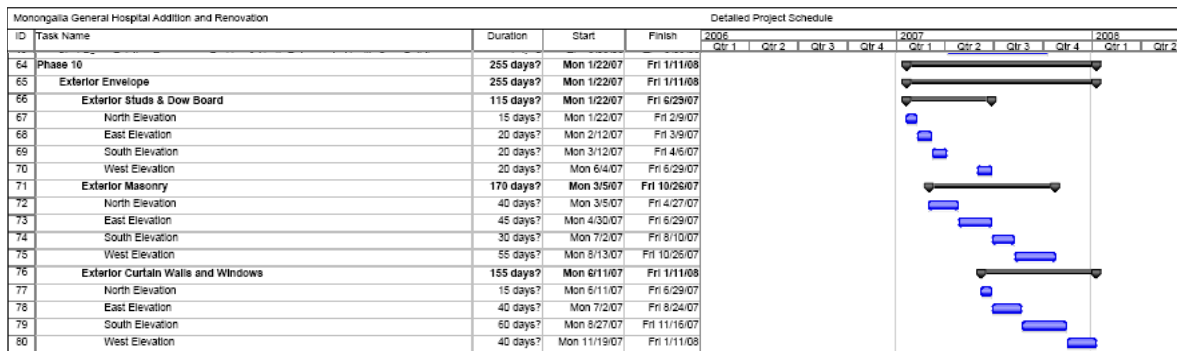 Monongalia General Hospital Addition and Renovation Detailed Project Schedule
ID Task Name Duration Start Finish 2006 2007 2008
Qtr 1 Qtr 2 Qtr 3 Qtr 4 Qtr 1 Qtr 2 Qtr 3 Qtr 4 Qtr 1 Qtr 2
64 Phase 10 255 days? Mon 1/22/07 Fri 1/11/08
65 Exterior Envelope 255 days? Mon 1/22/07 Fri 1/11/08
66 Exterior Studs & Dow Board 115 days? Mon 1/22/07 Fri 6/29/07
67 North Elevation 15 days? Mon 1/22/07 Fri 2/9/07
68 East Elevation 20 days? Mon 2/12/07 Fri 3/9/07
69 South Elevation 20 days? Mon 3/12/07 Fri 4/6/07
70 West Elevation 20 days? Mon 6/4/07 Fri 6/29/07
71 Exterior Masonry 170 days? Mon 3/5/07 Fri 10/26/07
72 North Elevation 40 days? Mon 3/5/07 Fri 4/27/07
73 East Elevation 45 days? Mon 4/30/07 Fri 6/29/07
74 South Elevation 30 days? Mon 7/2/07 Fri 8/10/07
75 West Elevation 55 days? Mon 8/13/07 Fri 10/26/07
76 Exterior Curtain Walls and Windows 155 days? Mon 6/11/07 Fri 1/11/08
77 North Elevation 15 days? Mon 6/11/07 Fri 6/29/07
78 East Elevation 40 days? Mon 7/2/07 Fri 8/24/07
79 South Elevation 60 days? Mon 8/27/07 Fri 11/16/07
80 West Elevation 40 days? Mon 11/19/07 Fri 1/11/08